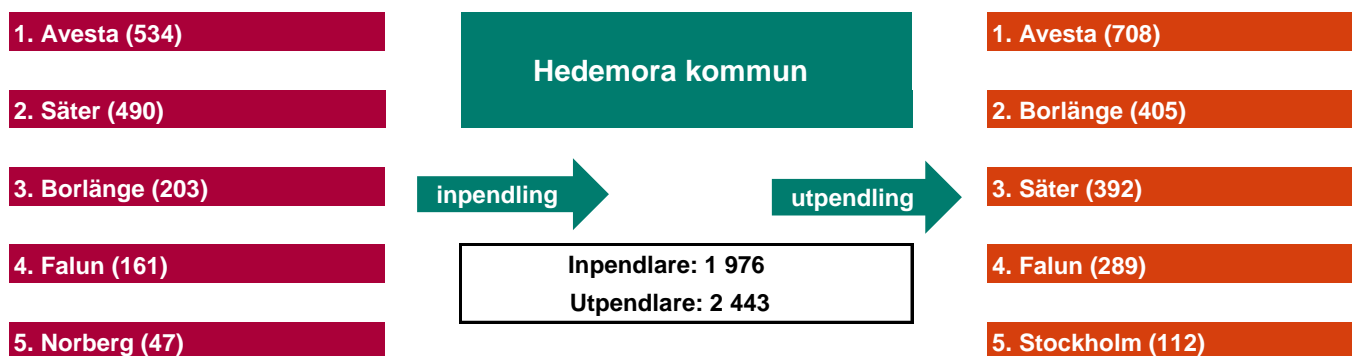 1. Avesta (534)
2. Säter (490)
3. Borlänge (203)
4. Falun (161)
5. Norberg (47)
Hedemora kommun
inpendling
utpendling
Inpendlare: 1 976
Utpendlare: 2 443
1. Avesta (708)
2. Borlänge (405)
3. Säter (392)
4. Falun (289)
5. Stockholm (112)